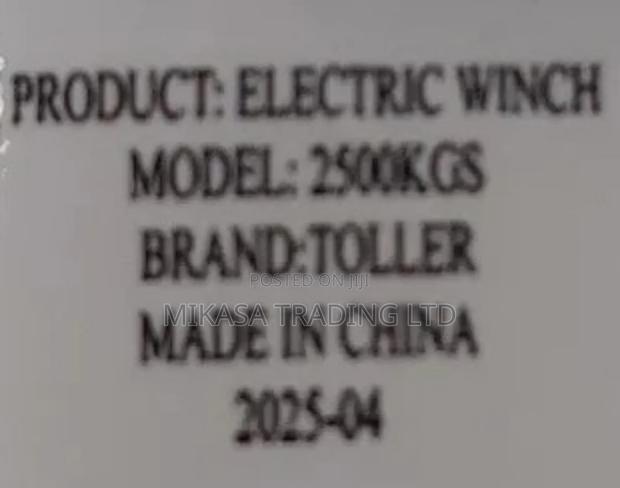 PRODUCT: ELECTRIC WINCH
MODEL: 2500KGS
BRAND:TOLLER
POSTED ON JIJI
MIKASA TRADING LTD
MADE IN CHINA
2025-04